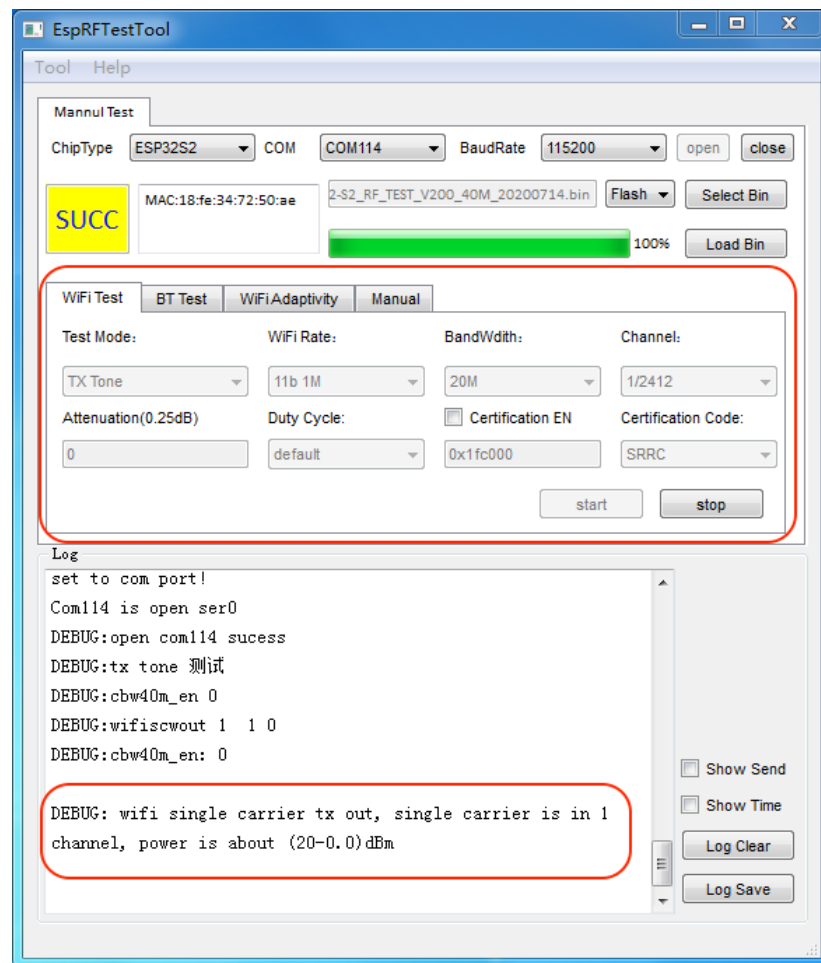 EspRFTestTool
Tool Help
Mannul Test
ChipType ESP32S2 COM COM114 BaudRate 115200 open close
SUCC MAC:18:fe:34:72:50:ae 2-S2_RF_TEST_V200_40M_20200714.bin Flash Select Bin
100% Load Bin
WiFi Test BT Test WiFi Adaptivity Manual
Test Mode: WiFi Rate: BandWdith: Channel:
TX Tone 11b 1M 20M 1/2412
Attenuation(0.25dB) Duty Cycle: Certification EN Certification Code:
0 default 0x1fc000 SRRC
start stop
Log
set to com port!
Com114 is open ser0
DEBUG:open com114 sucess
DEBUG:tx tone 测试
DEBUG:cbw40m_en 0
DEBUG:wifiscwout 1 1 0
DEBUG:cbw40m_en: 0
Show Send
DEBUG: wifi single carrier tx out, single carrier is in 1
Show Time
channel, power is about (20-0.0)dBm
Log Clear
Log Save